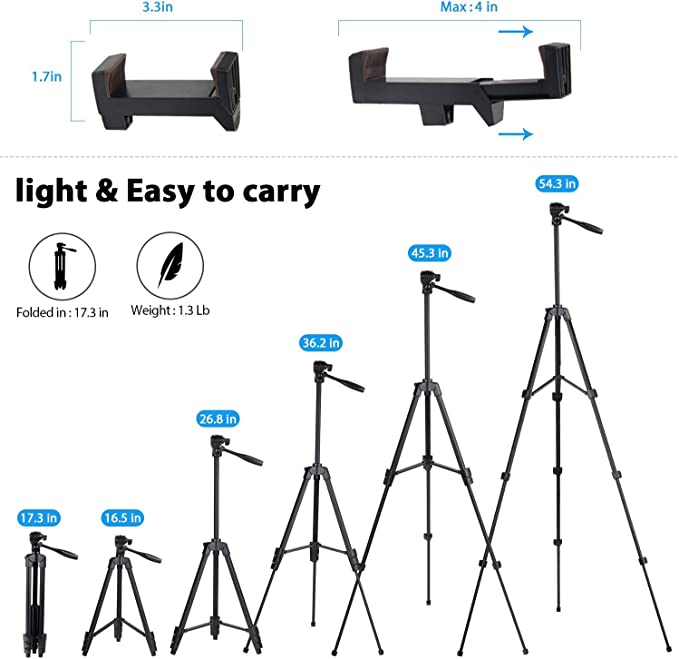 3.3in
Max : 4 in
1.7in
light & Easy to carry
54.3 in
45.3 in
Folded in : 17.3 in
Weight : 1.3 Lb
36.2 in
26.8 in
17.3 in
16.5 in